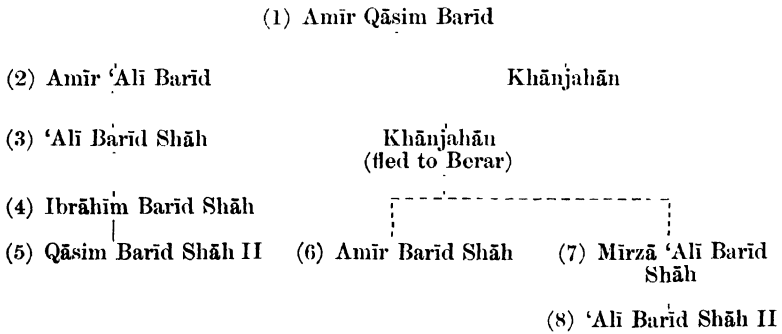 (1) Amīr Qāsim Barīd
(2) Amīr ‘Alī Barīd Khānjahān
(3) ‘Alī Barīd Shāh Khānjahān
(fled to Berar)
(4) Ibrāhīm Barīd Shāh
(5) Qāsim Barīd Shāh II (6) Amīr Barīd Shāh (7) Mīrzā ‘Alī Barīd
Shāh
(8) ‘Alī Barīd Shāh II